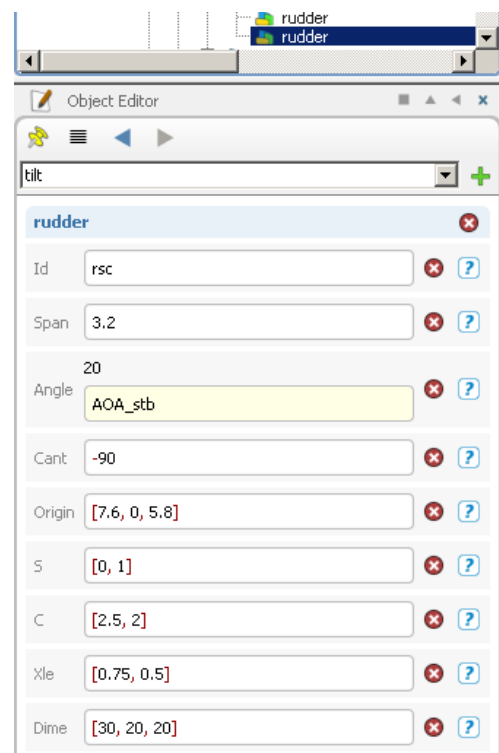 rudder
rudder
Object Editor
tilt
rudder
Id rsc
Span 3.2
20
Angle AOA_stb
Cant -90
Origin [7.6, 0, 5.8]
S [0, 1]
C [2.5, 2]
Xle [0.75, 0.5]
Dime [30, 20, 20]